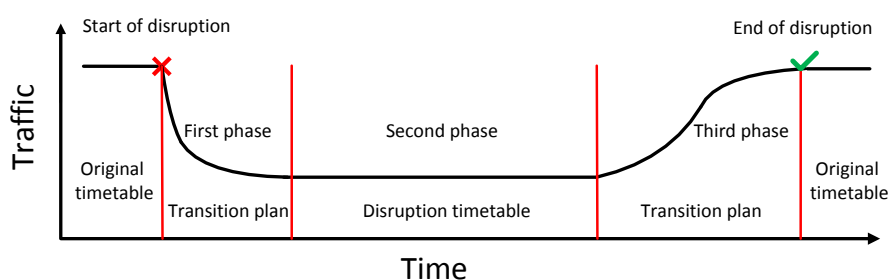 Start of disruption
End of disruption
Traffic
First phase
Second phase
Third phase
Original
timetable
Original
timetable
Transition plan
Disruption timetable
Transition plan
Time